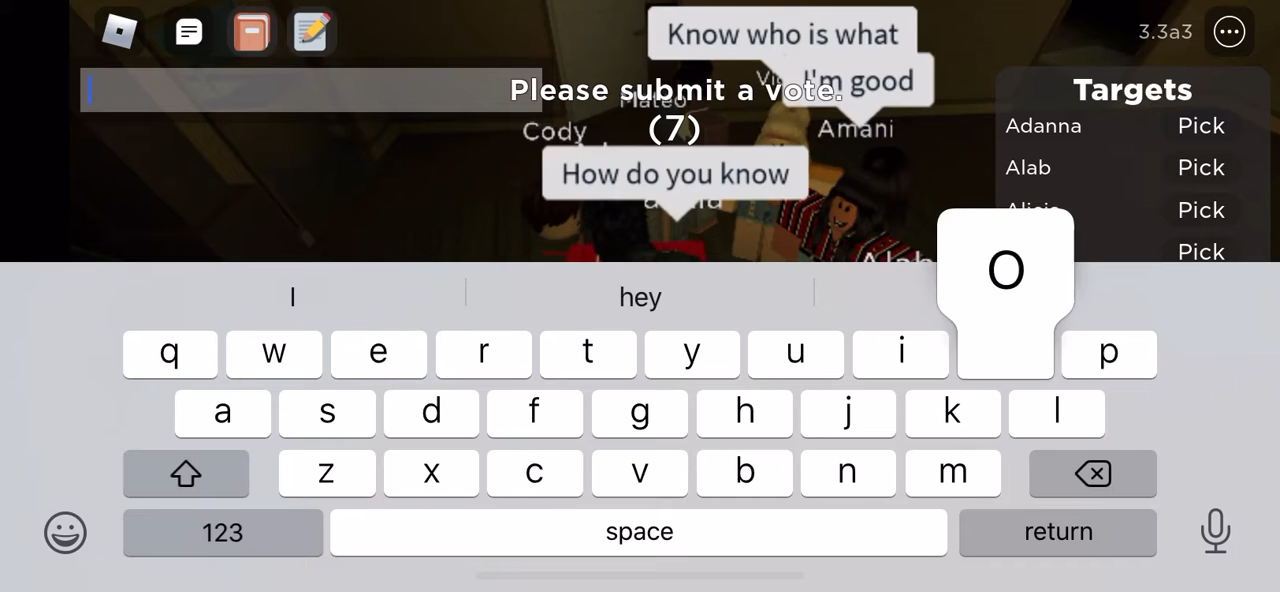 Know who is what
3.3a3
I'm good
Please submit a vote.
Targets
Mateo
Cody
(7)
Amani
Adanna Pick
How do you know
Alab Pick
Pick
Pick
I hey
O
q w e r t y u i p
a s d f g h j k l
z x c v b n m
123 space return